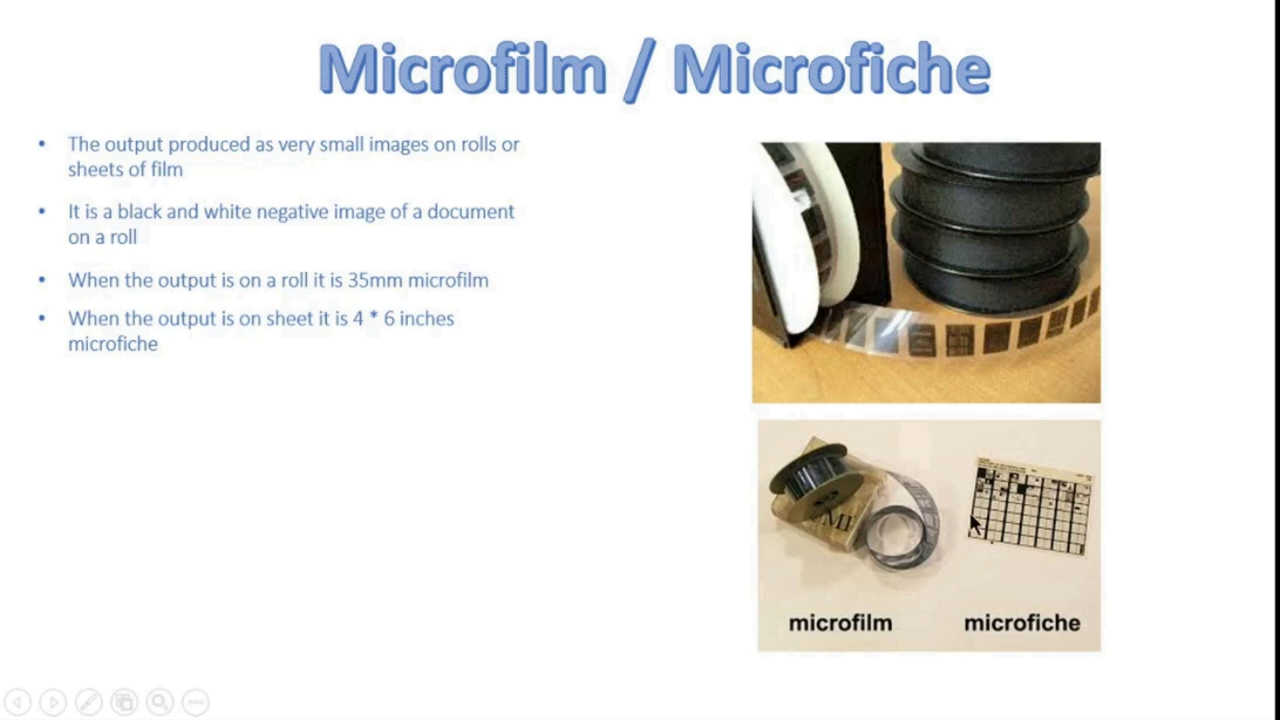 Microfilm / Microfiche
• The output produced as very small images on rolls or
sheets of film
• It is a black and white negative image of a document
on a roll
• When the output is on a roll it is 35mm microfilm
• When the output is on sheet it is 4 * 6 inches
microfiche
microfilm
microfiche